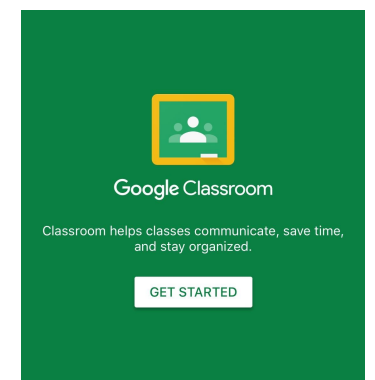 Google Classroom
Classroom helps classes communicate, save time,
and stay organized.
GET STARTED